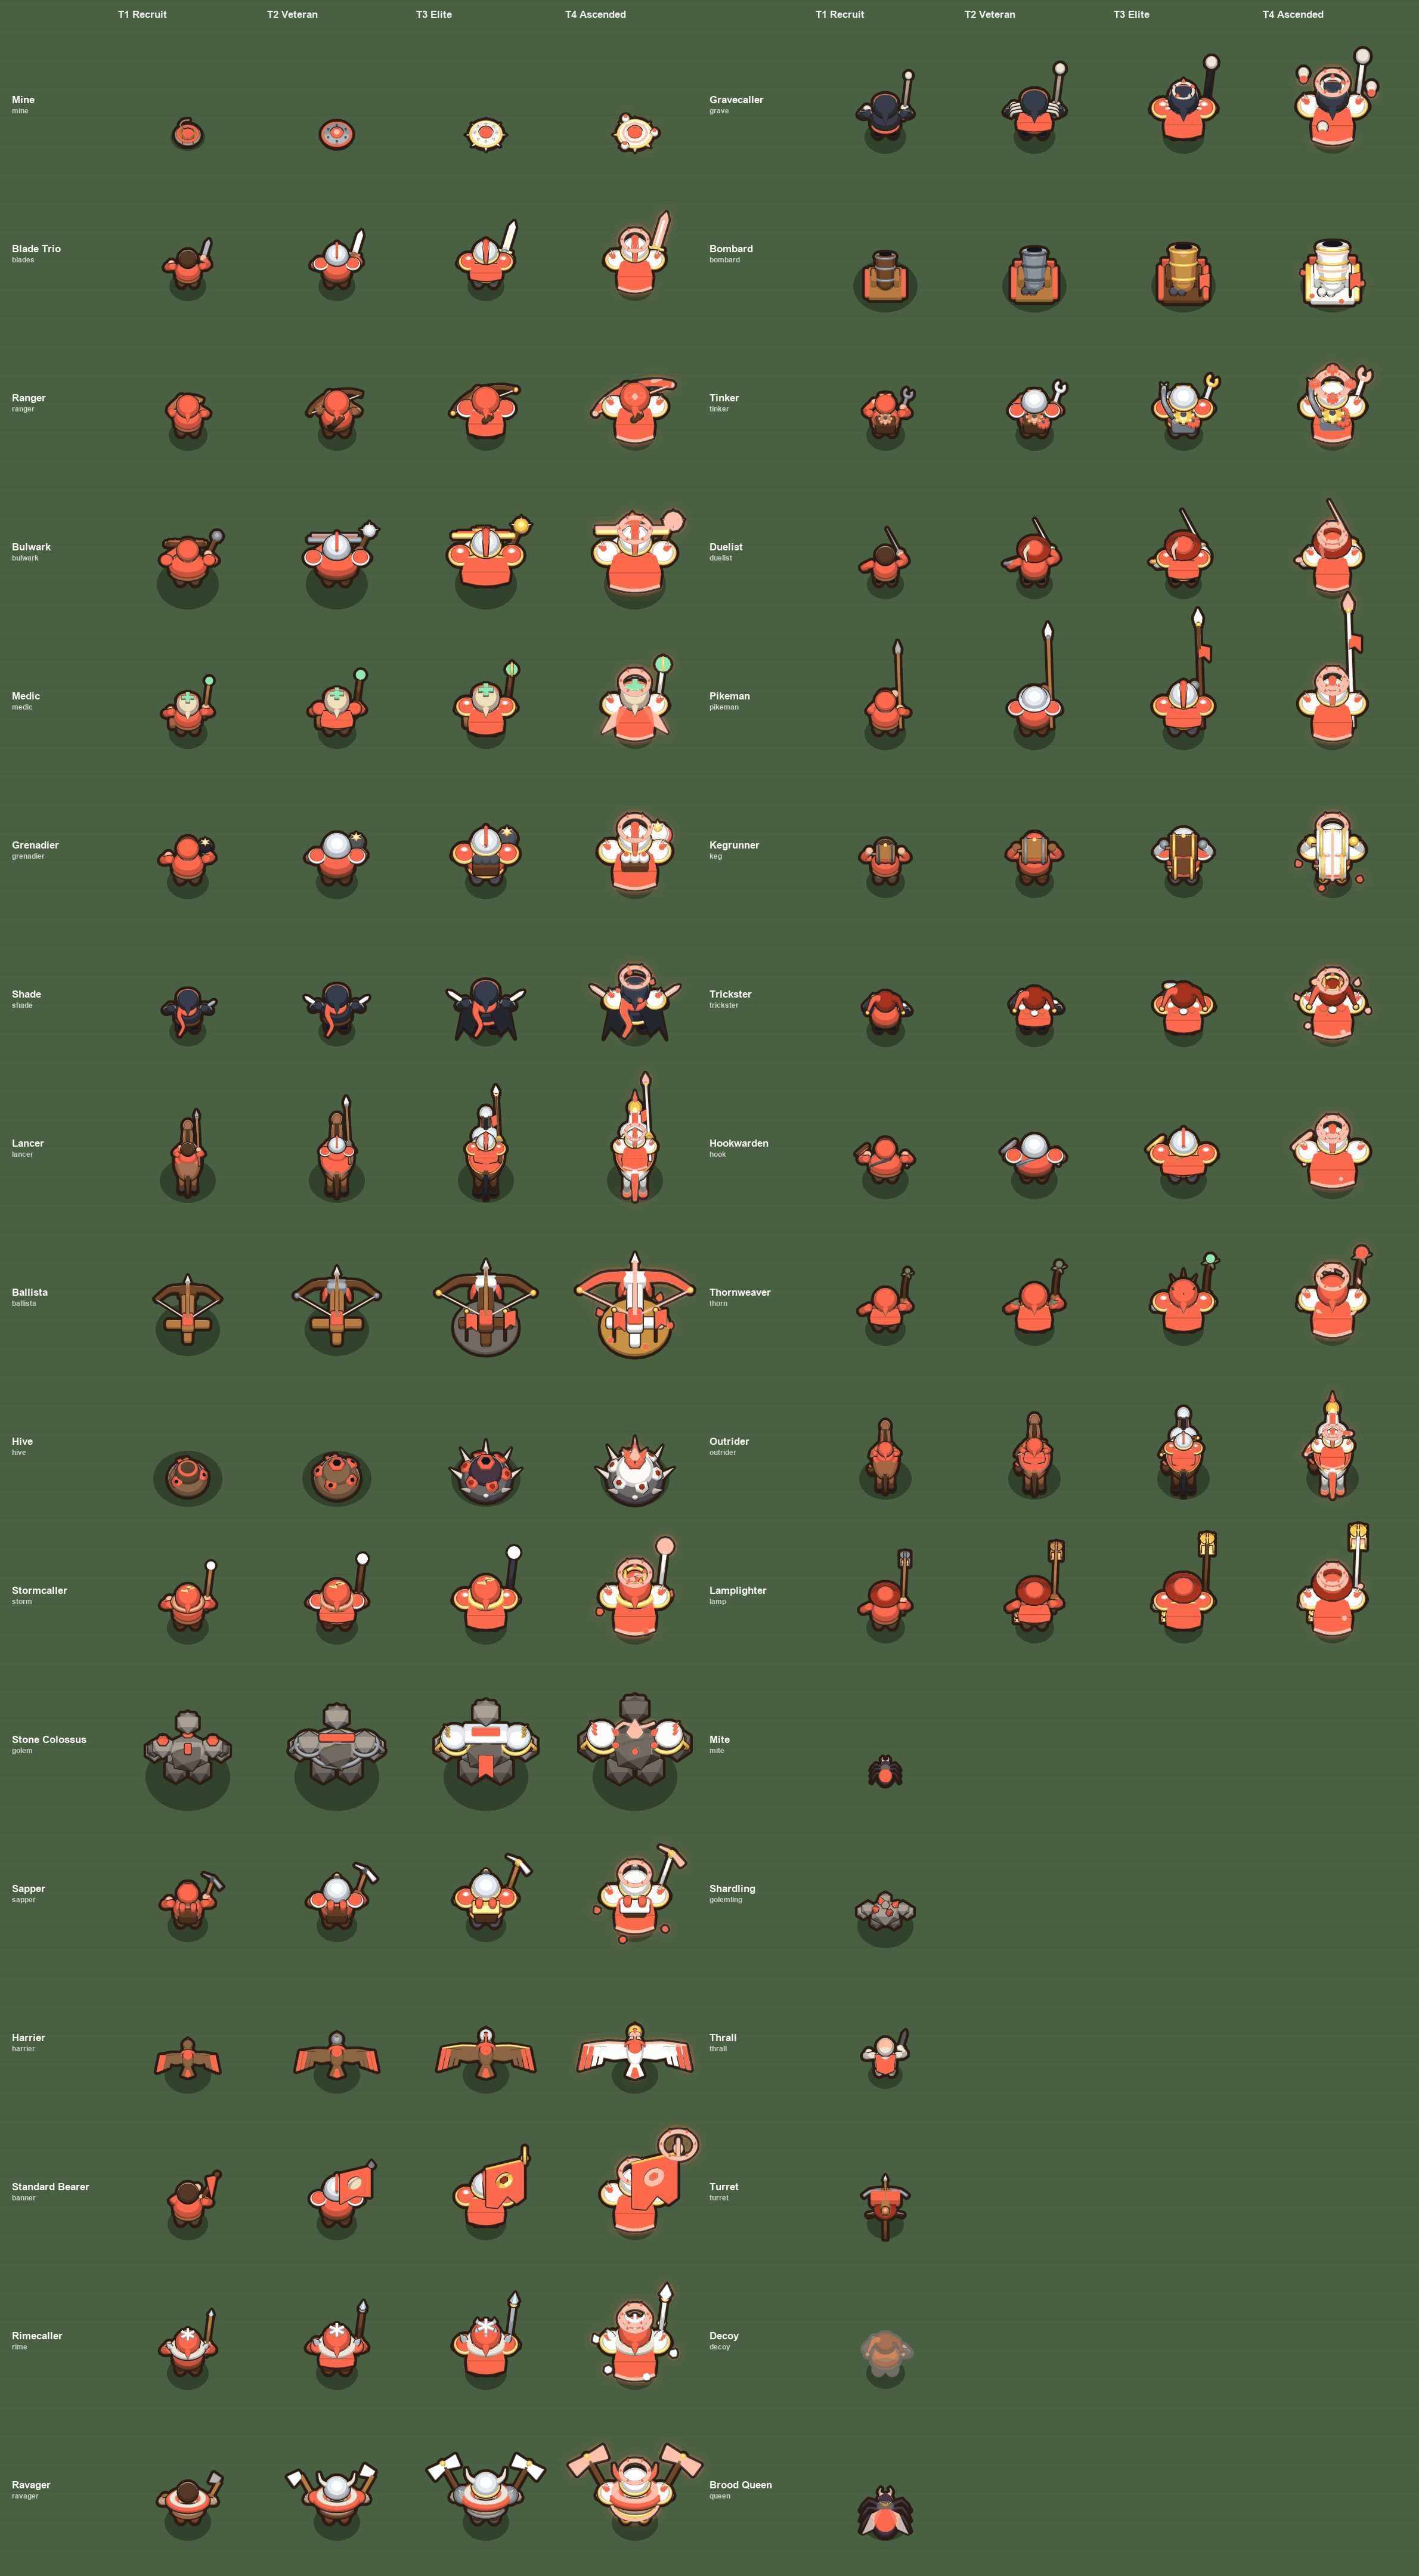 T1 Recruit T2 Veteran T3 Elite T4 Ascended T1 Recruit T2 Veteran T3 Elite T4 Ascended
Mine
mine
Gravecaller
grave
Blade Trio
blades
Bombard
bombard
Ranger
ranger
Tinker
tinker
Bulwark
bulwark
Duelist
duelist
Medic
medic
Pikeman
pikeman
Grenadier
grenadier
Kegrunner
keg
Shade
shade
Trickster
trickster
Lancer
lancer
Hookwarden
hook
Ballista
ballista
Thornweaver
thorn
Hive
hive
Outrider
outrider
Stormcaller
storm
Lamplighter
lamp
Stone Colossus
golem
Mite
mite
Sapper
sapper
Shardling
golemling
Harrier
harrier
Thrall
thrall
Standard Bearer
banner
Turret
turret
Rimecaller
rime
Decoy
decoy
Ravager
ravager
Brood Queen
queen